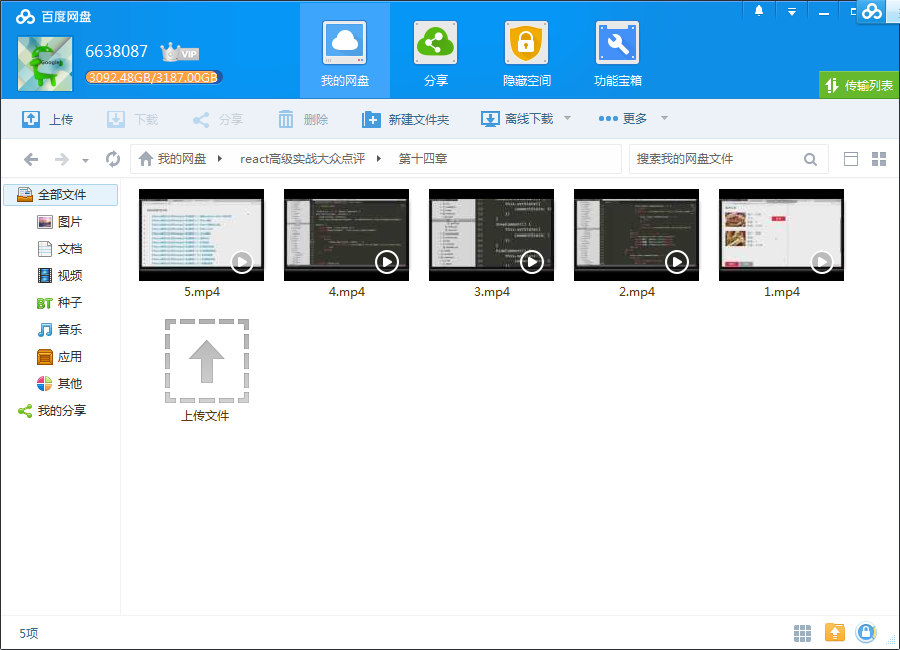 百度网盘
6638087
VIP
3092.48GB/3187.00GB
我的网盘
分享
隐藏空间
功能宝箱
传输列表
上传
下载
分享
删除
新建文件夹
离线下载
更多
我的网盘
react高级实战大众点评
第十四章
搜索我的网盘文件
全部文件
图片
文档
视频
BT 种子
音乐
应用
其他
我的分享
5.mp4
4.mp4
3.mp4
2.mp4
1.mp4
上传文件
5项